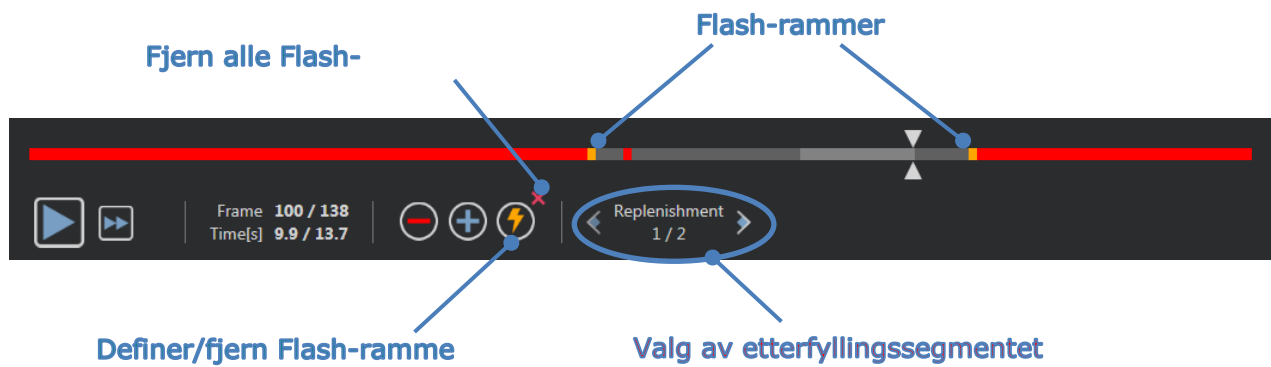 Flash-rammer
Fjern alle Flash-
Frame 100 / 138
Time[s] 9.9 / 13.7
Replenishment
1 / 2
Definer/fjern Flash-ramme
Valg av etterfyllingssegmentet